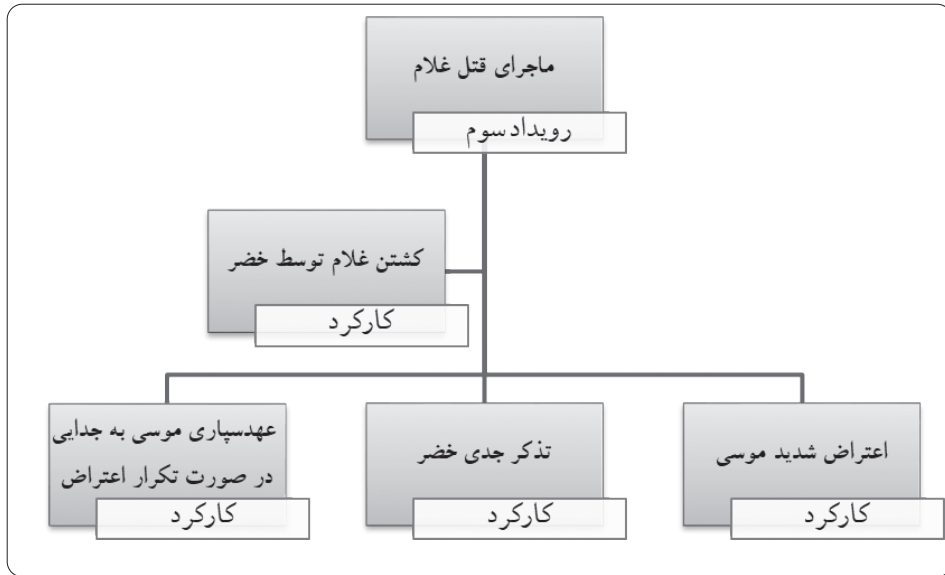 ماجرای قتل غلام
رویداد سوم
کشتن غلام توسط خضر
کارکرد
اعتراض شدید موسی
کارکرد
تذکر جدی خضر
کارکرد
عهدسپاری موسی به جدایی
در صورت تکرار اعتراض
کارکرد